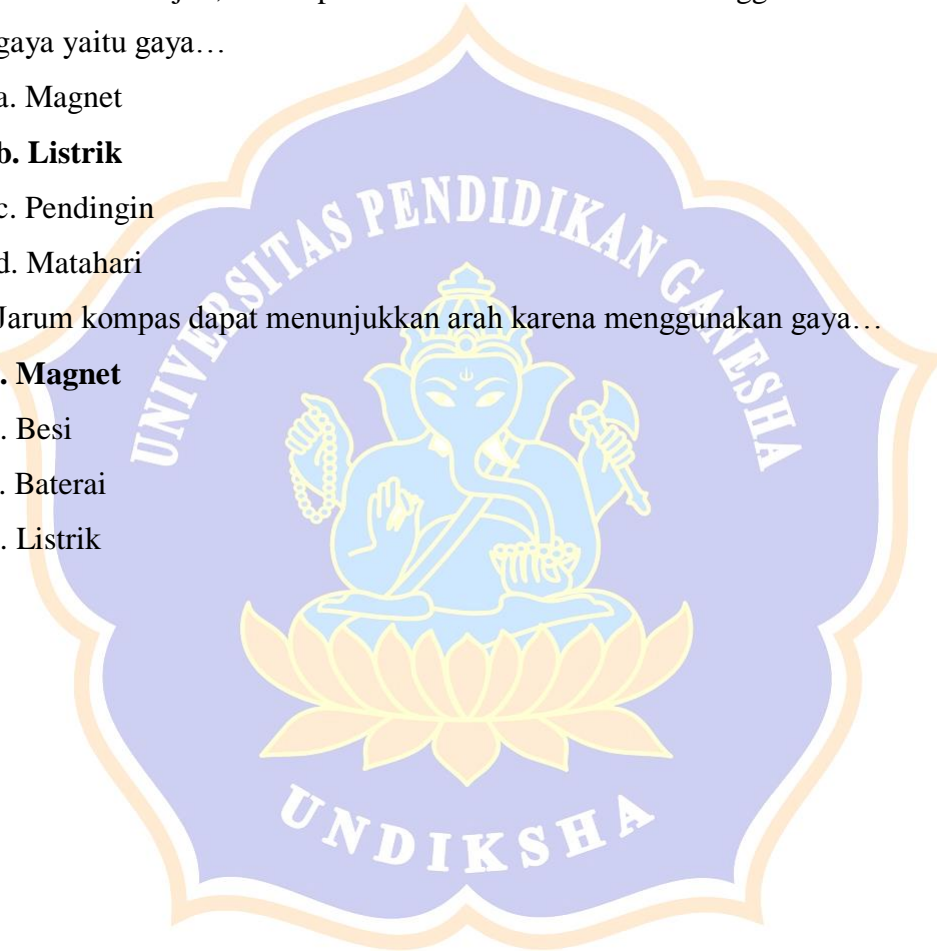 gaya yaitu gaya…
a. Magnet
b. Listrik
c. Pendingin
d. Matahari
Jarum kompas dapat menunjukkan arah karena menggunakan gaya…
. Magnet
. Besi
. Baterai
. Listrik
UNIVERSITAS PENDIDIKAN GANESHA
UNDIKSHA